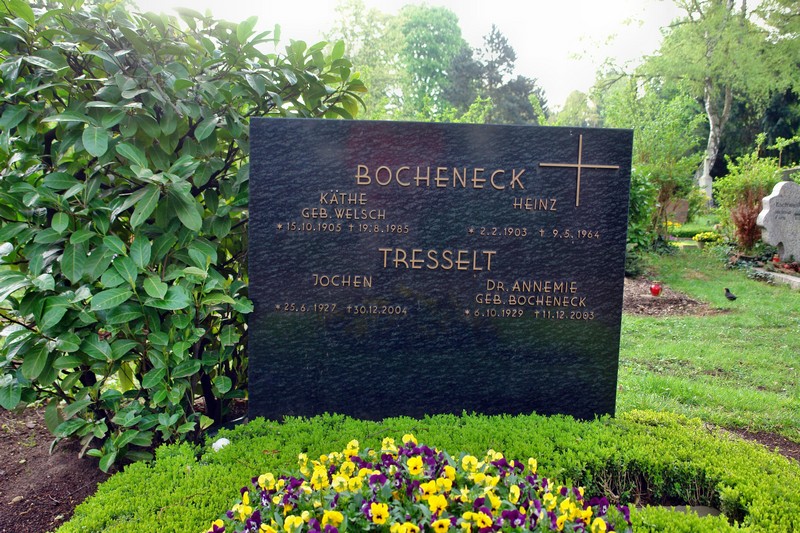 BOCHENECK
KÄTHE HEINZ
GEB. WELSCH
* 15.10.1905 † 19.8.1985 * 2.2.1903 † 9.5.1964
TRESSELT
JOCHEN DR. ANNEMIE
GEB. BOCHENECK
* 25.6.1927 † 30.12.2004 * 6.10.1929 † 11.12.2003